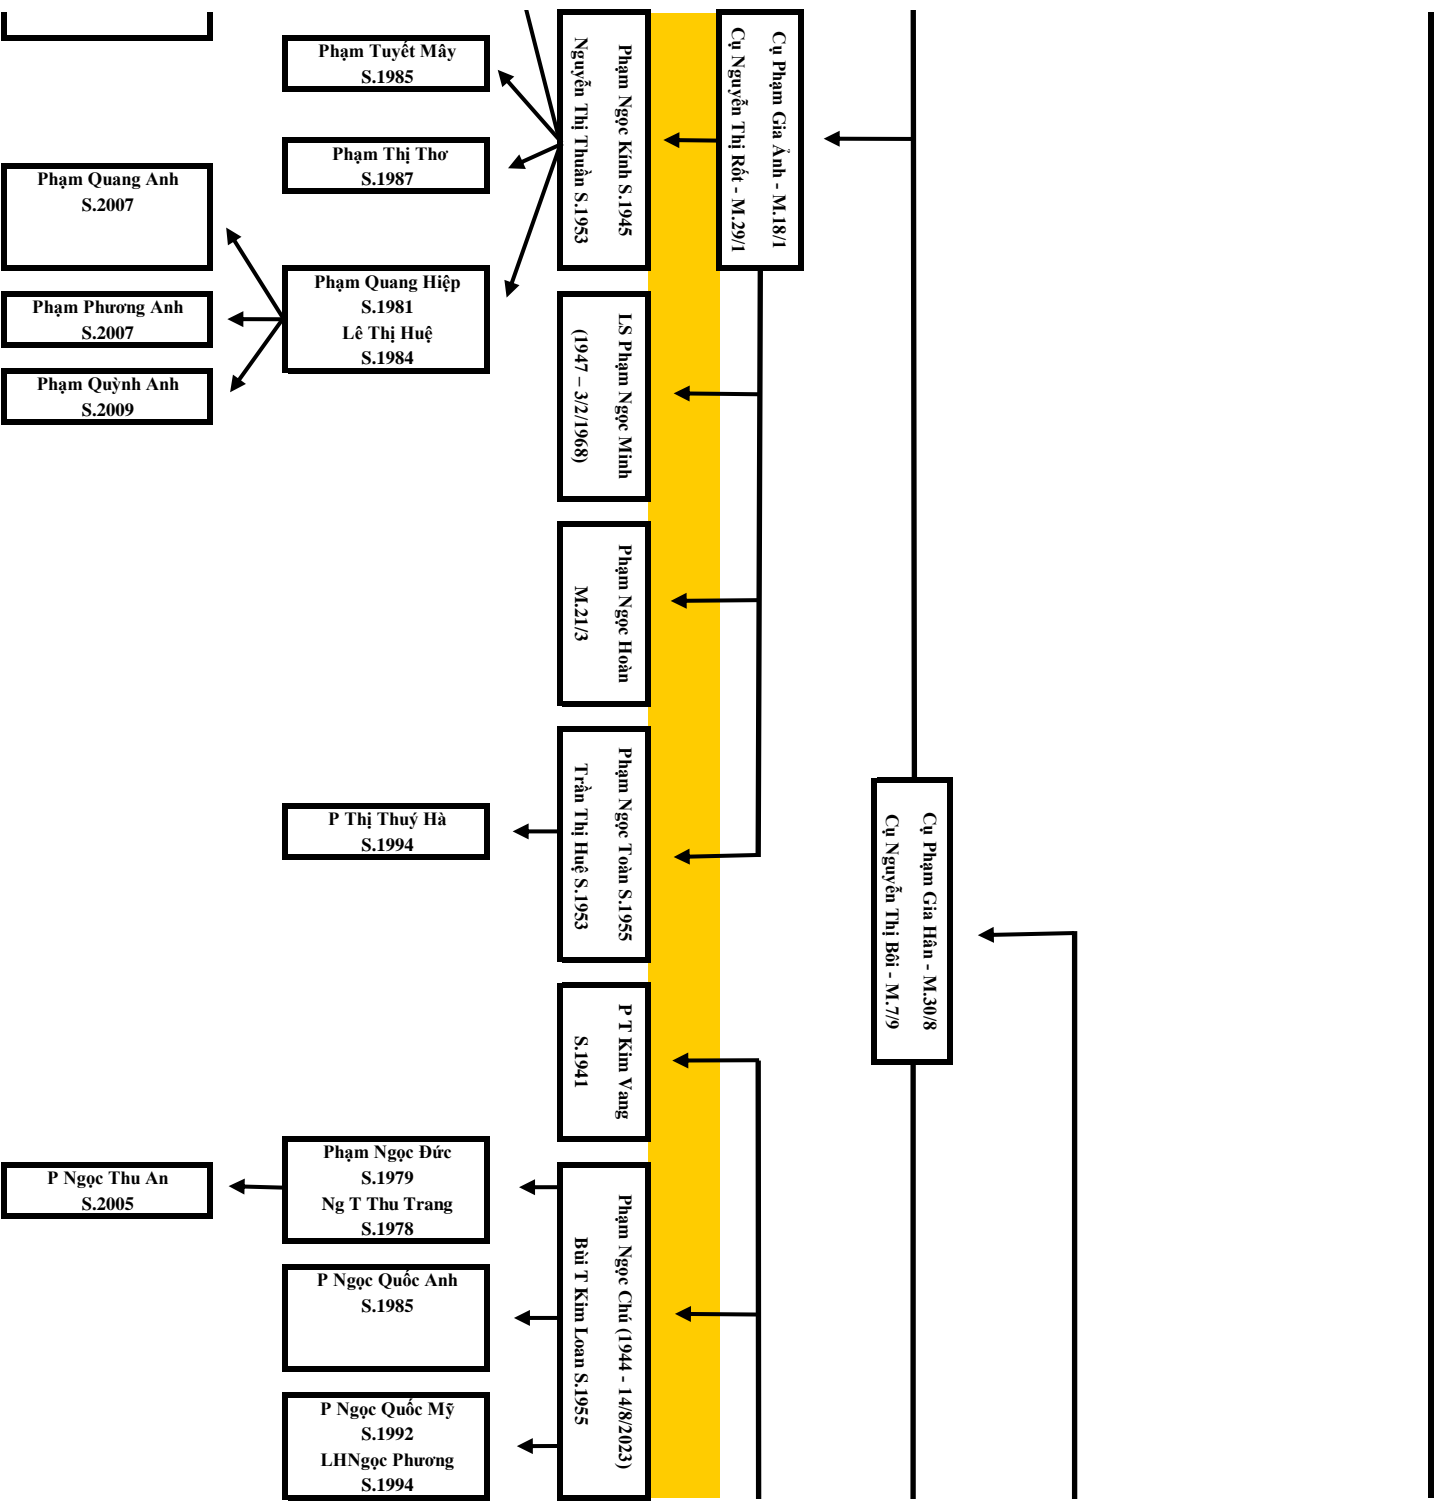 Phạm Tuyết Mây
S.1985
Phạm Thị Thơ
S.1987
Phạm Quang Anh
S.2007
Phạm Quang Hiệp
S.1981
Lê Thị Huệ
S.1984
Phạm Phương Anh
S.2007
Phạm Quỳnh Anh
S.2009
Phạm Ngọc Kính S.1945
Nguyễn Thị Thuần S.1953
Cụ Phạm Gia Ảnh - M.18/1
Cụ Nguyễn Thị Rốt - M.29/1
LS Phạm Ngọc Minh
(1947 – 3/2/1968)
Phạm Ngọc Hoàn
M.21/3
Phạm Ngọc Toàn S.1955
Trần Thị Huệ S.1953
P Thị Thuý Hà
S.1994
Cụ Phạm Gia Hân - M.30/8
Cụ Nguyễn Thị Bôi - M.7/9
P T Kim Vang
S.1941
Phạm Ngọc Đức
S.1979
Ng T Thu Trang
S.1978
P Ngọc Thu An
S.2005
Phạm Ngọc Chú (1944 - 14/8/2023)
Bùi T Kim Loan S.1955
P Ngọc Quốc Anh
S.1985
P Ngọc Quốc Mỹ
S.1992
LHNgọc Phương
S.1994